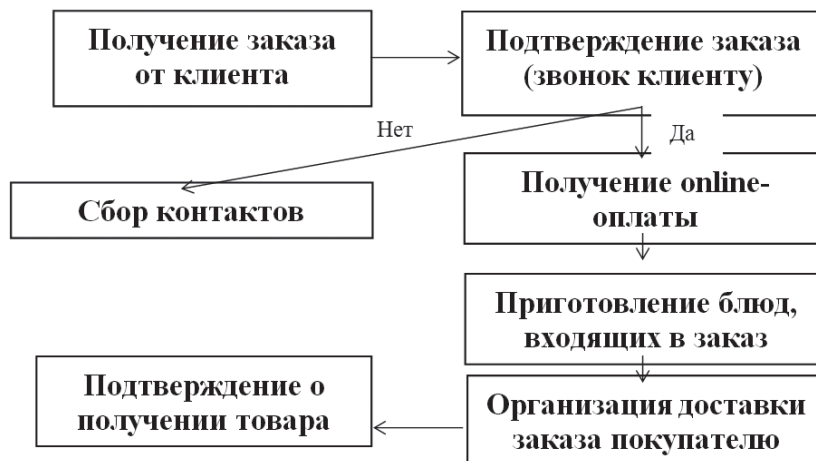 Получение заказа
от клиента
Подтверждение заказа
(звонок клиенту)
Нет
Да
Сбор контактов
Получение online-
оплаты
Приготовление блюд,
входящих в заказ
Подтверждение о
получении товара
Организация доставки
заказа покупателю